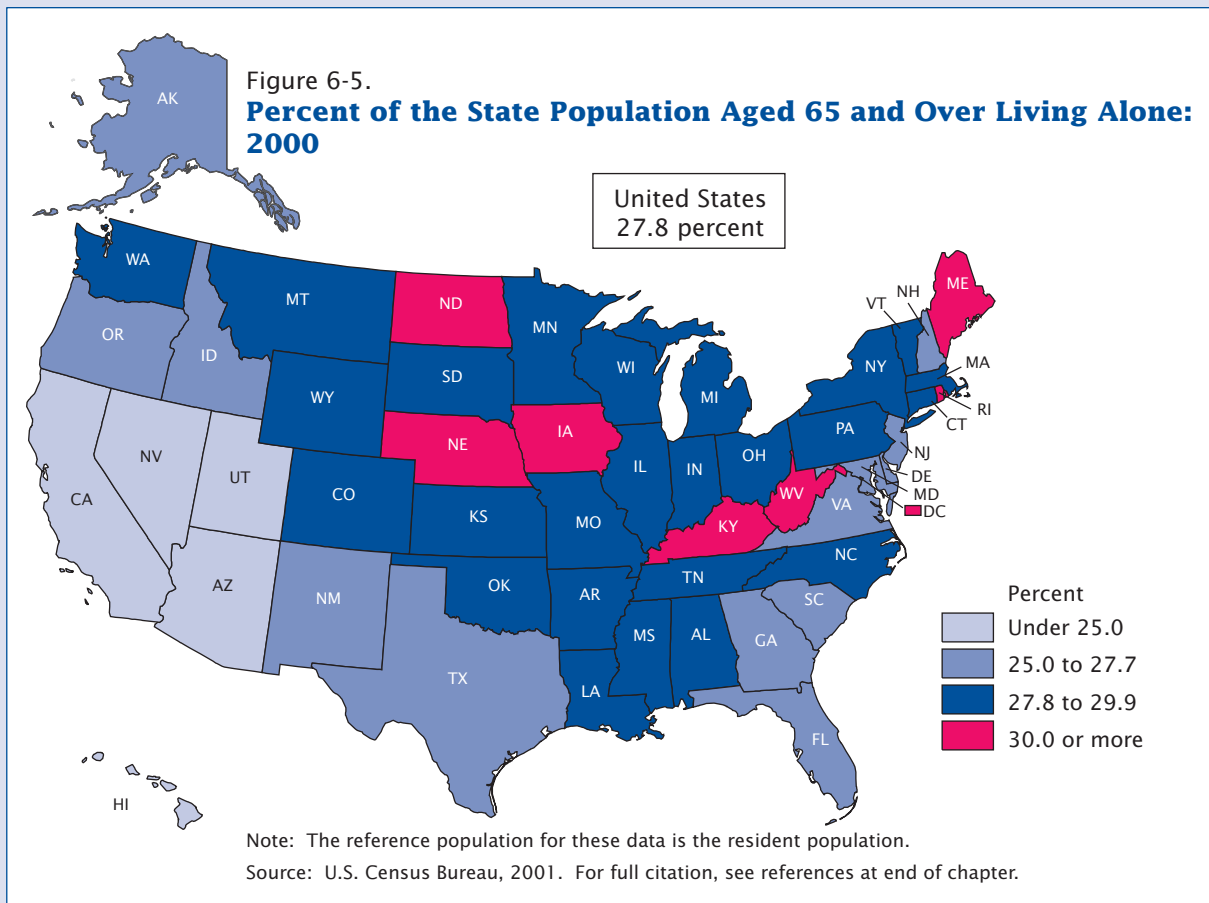 Figure 6-5.
Percent of the State Population Aged 65 and Over Living Alone:
2000
United States
27.8 percent
AK
WA
MT
ND
MN
ME
VT
NH
OR
ID
SD
WI
MI
NY
MA
WY
RI
CT
NE
IA
PA
NJ
NV
UT
CO
IL
IN
OH
DE
MD
CA
KS
MO
WV
VA
DC
KY
AZ
NM
OK
AR
TN
NC
MS
AL
GA
SC
TX
LA
FL
HI
Percent
Under 25.0
25.0 to 27.7
27.8 to 29.9
30.0 or more
Note: The reference population for these data is the resident population.
Source: U.S. Census Bureau, 2001. For full citation, see references at end of chapter.